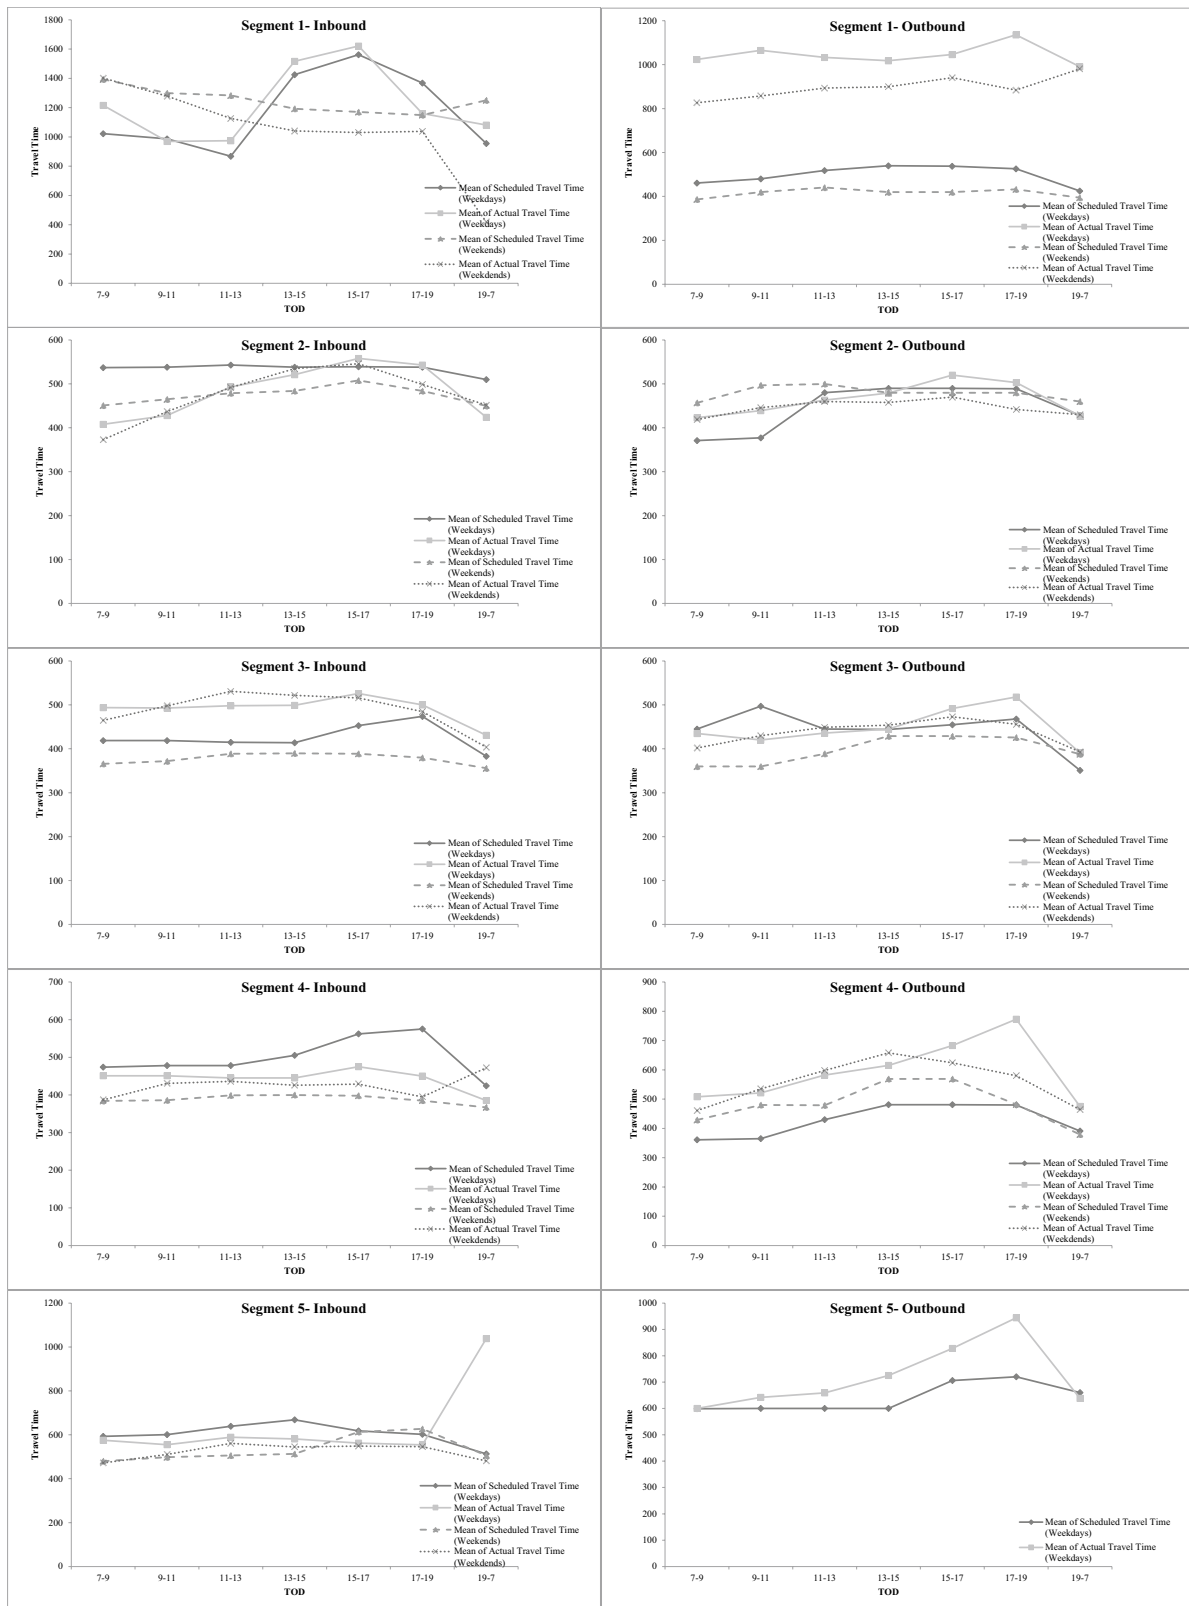 Segment 1- Inbound
1800
1600
1400
1200
1000
800
600
400
200
0
Travel Time
7-9 9-11 11-13 13-15 15-17 17-19 19-7
TOD
Mean of Scheduled Travel Time
(Weekdays)
Mean of Actual Travel Time
(Weekdays)
Mean of Scheduled Travel Time
(Weekends)
Mean of Actual Travel Time
(Weekdends)
Segment 1- Outbound
1200
1000
800
600
400
200
0
Travel Time
7-9 9-11 11-13 13-15 15-17 17-19 19-7
TOD
Mean of Scheduled Travel Time
(Weekdays)
Mean of Actual Travel Time
(Weekdays)
Mean of Scheduled Travel Time
(Weekends)
Mean of Actual Travel Time
(Weekdends)
Segment 2- Inbound
600
500
400
300
200
100
0
Travel Time
7-9 9-11 11-13 13-15 15-17 17-19 19-7
TOD
Mean of Scheduled Travel Time
(Weekdays)
Mean of Actual Travel Time
(Weekdays)
Mean of Scheduled Travel Time
(Weekends)
Mean of Actual Travel Time
(Weekdends)
Segment 2- Outbound
600
500
400
300
200
100
0
Travel Time
7-9 9-11 11-13 13-15 15-17 17-19 19-7
TOD
Mean of Scheduled Travel Time
(Weekdays)
Mean of Actual Travel Time
(Weekdays)
Mean of Scheduled Travel Time
(Weekends)
Mean of Actual Travel Time
(Weekdends)
Segment 3- Inbound
600
500
400
300
200
100
0
Travel Time
7-9 9-11 11-13 13-15 15-17 17-19 19-7
TOD
Mean of Scheduled Travel Time
(Weekdays)
Mean of Actual Travel Time
(Weekdays)
Mean of Scheduled Travel Time
(Weekends)
Mean of Actual Travel Time
(Weekdends)
Segment 3- Outbound
600
500
400
300
200
100
0
Travel Time
7-9 9-11 11-13 13-15 15-17 17-19 19-7
TOD
Mean of Scheduled Travel Time
(Weekdays)
Mean of Actual Travel Time
(Weekdays)
Mean of Scheduled Travel Time
(Weekends)
Mean of Actual Travel Time
(Weekdends)
Segment 4- Inbound
700
600
500
400
300
200
100
0
Travel Time
7-9 9-11 11-13 13-15 15-17 17-19 19-7
TOD
Mean of Scheduled Travel Time
(Weekdays)
Mean of Actual Travel Time
(Weekdays)
Mean of Scheduled Travel Time
(Weekends)
Mean of Actual Travel Time
(Weekdends)
Segment 4- Outbound
900
800
700
600
500
400
300
200
100
0
Travel Time
7-9 9-11 11-13 13-15 15-17 17-19 19-7
TOD
Mean of Scheduled Travel Time
(Weekdays)
Mean of Actual Travel Time
(Weekdays)
Mean of Scheduled Travel Time
(Weekends)
Mean of Actual Travel Time
(Weekdends)
Segment 5- Inbound
1200
1000
800
600
400
200
0
Travel Time
7-9 9-11 11-13 13-15 15-17 17-19 19-7
TOD
Mean of Scheduled Travel Time
(Weekdays)
Mean of Actual Travel Time
(Weekdays)
Mean of Scheduled Travel Time
(Weekends)
Mean of Actual Travel Time
(Weekdends)
Segment 5- Outbound
1000
900
800
700
600
500
400
300
200
100
0
Travel Time
7-9 9-11 11-13 13-15 15-17 17-19 19-7
TOD
Mean of Scheduled Travel Time
(Weekdays)
Mean of Actual Travel Time
(Weekdays)